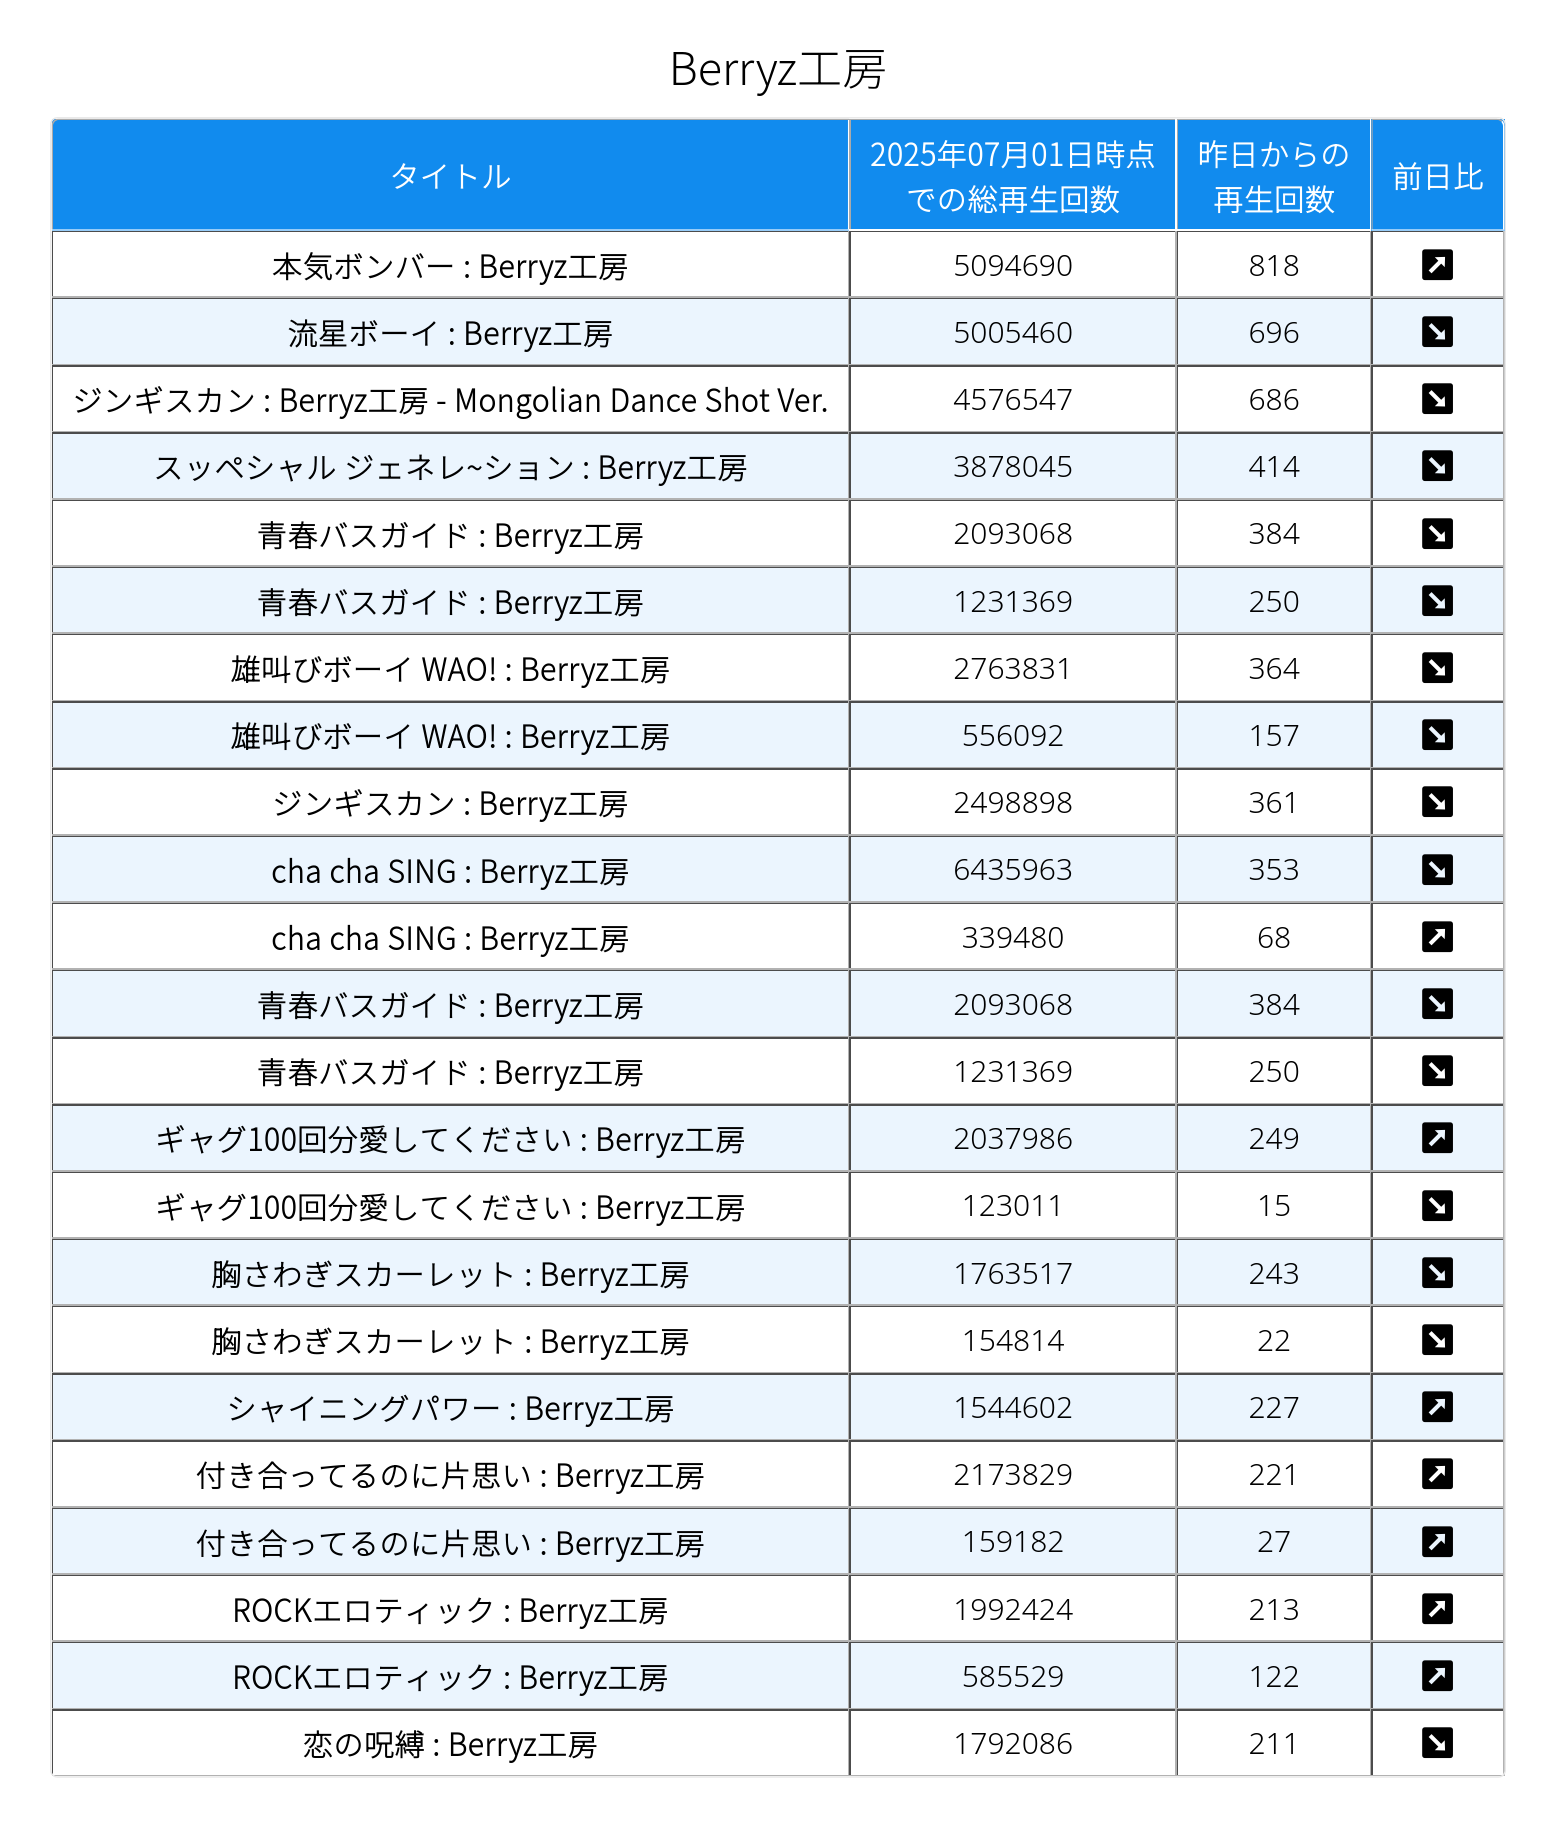 Berryz工房
タイトル
2025年07月01日時点
での総再生回数
昨日からの
再生回数
前日比
本気ボンバー : Berryz工房 5094690 818 ↗
流星ボーイ : Berryz工房 5005460 696 ↘
ジンギスカン : Berryz工房 - Mongolian Dance Shot Ver. 4576547 686 ↘
スッペシャル ジェネレ~ション : Berryz工房 3878045 414 ↘
青春バスガイド : Berryz工房 2093068 384 ↘
青春バスガイド : Berryz工房 1231369 250 ↘
雄叫びボーイ WAO! : Berryz工房 2763831 364 ↘
雄叫びボーイ WAO! : Berryz工房 556092 157 ↘
ジンギスカン : Berryz工房 2498898 361 ↘
cha cha SING : Berryz工房 6435963 353 ↘
cha cha SING : Berryz工房 339480 68 ↗
青春バスガイド : Berryz工房 2093068 384 ↘
青春バスガイド : Berryz工房 1231369 250 ↘
ギャグ100回分愛してください : Berryz工房 2037986 249 ↗
ギャグ100回分愛してください : Berryz工房 123011 15 ↘
胸さわぎスカーレット : Berryz工房 1763517 243 ↘
胸さわぎスカーレット : Berryz工房 154814 22 ↘
シャイニングパワー : Berryz工房 1544602 227 ↗
付き合ってるのに片思い : Berryz工房 2173829 221 ↗
付き合ってるのに片思い : Berryz工房 159182 27 ↗
ROCKエロティック : Berryz工房 1992424 213 ↗
ROCKエロティック : Berryz工房 585529 122 ↗
恋の呪縛 : Berryz工房 1792086 211 ↘